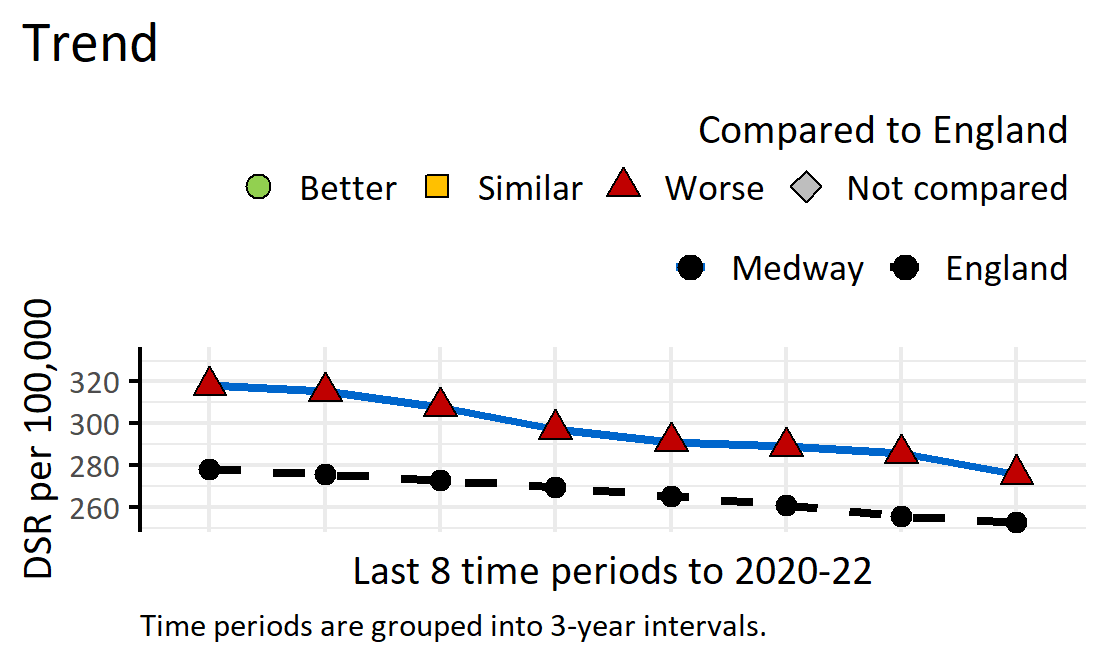 Trend
Compared to England
Better Similar Worse Not compared
Medway England
DSR per 100,000
320
300
280
260
Last 8 time periods to 2020-22
Time periods are grouped into 3-year intervals.